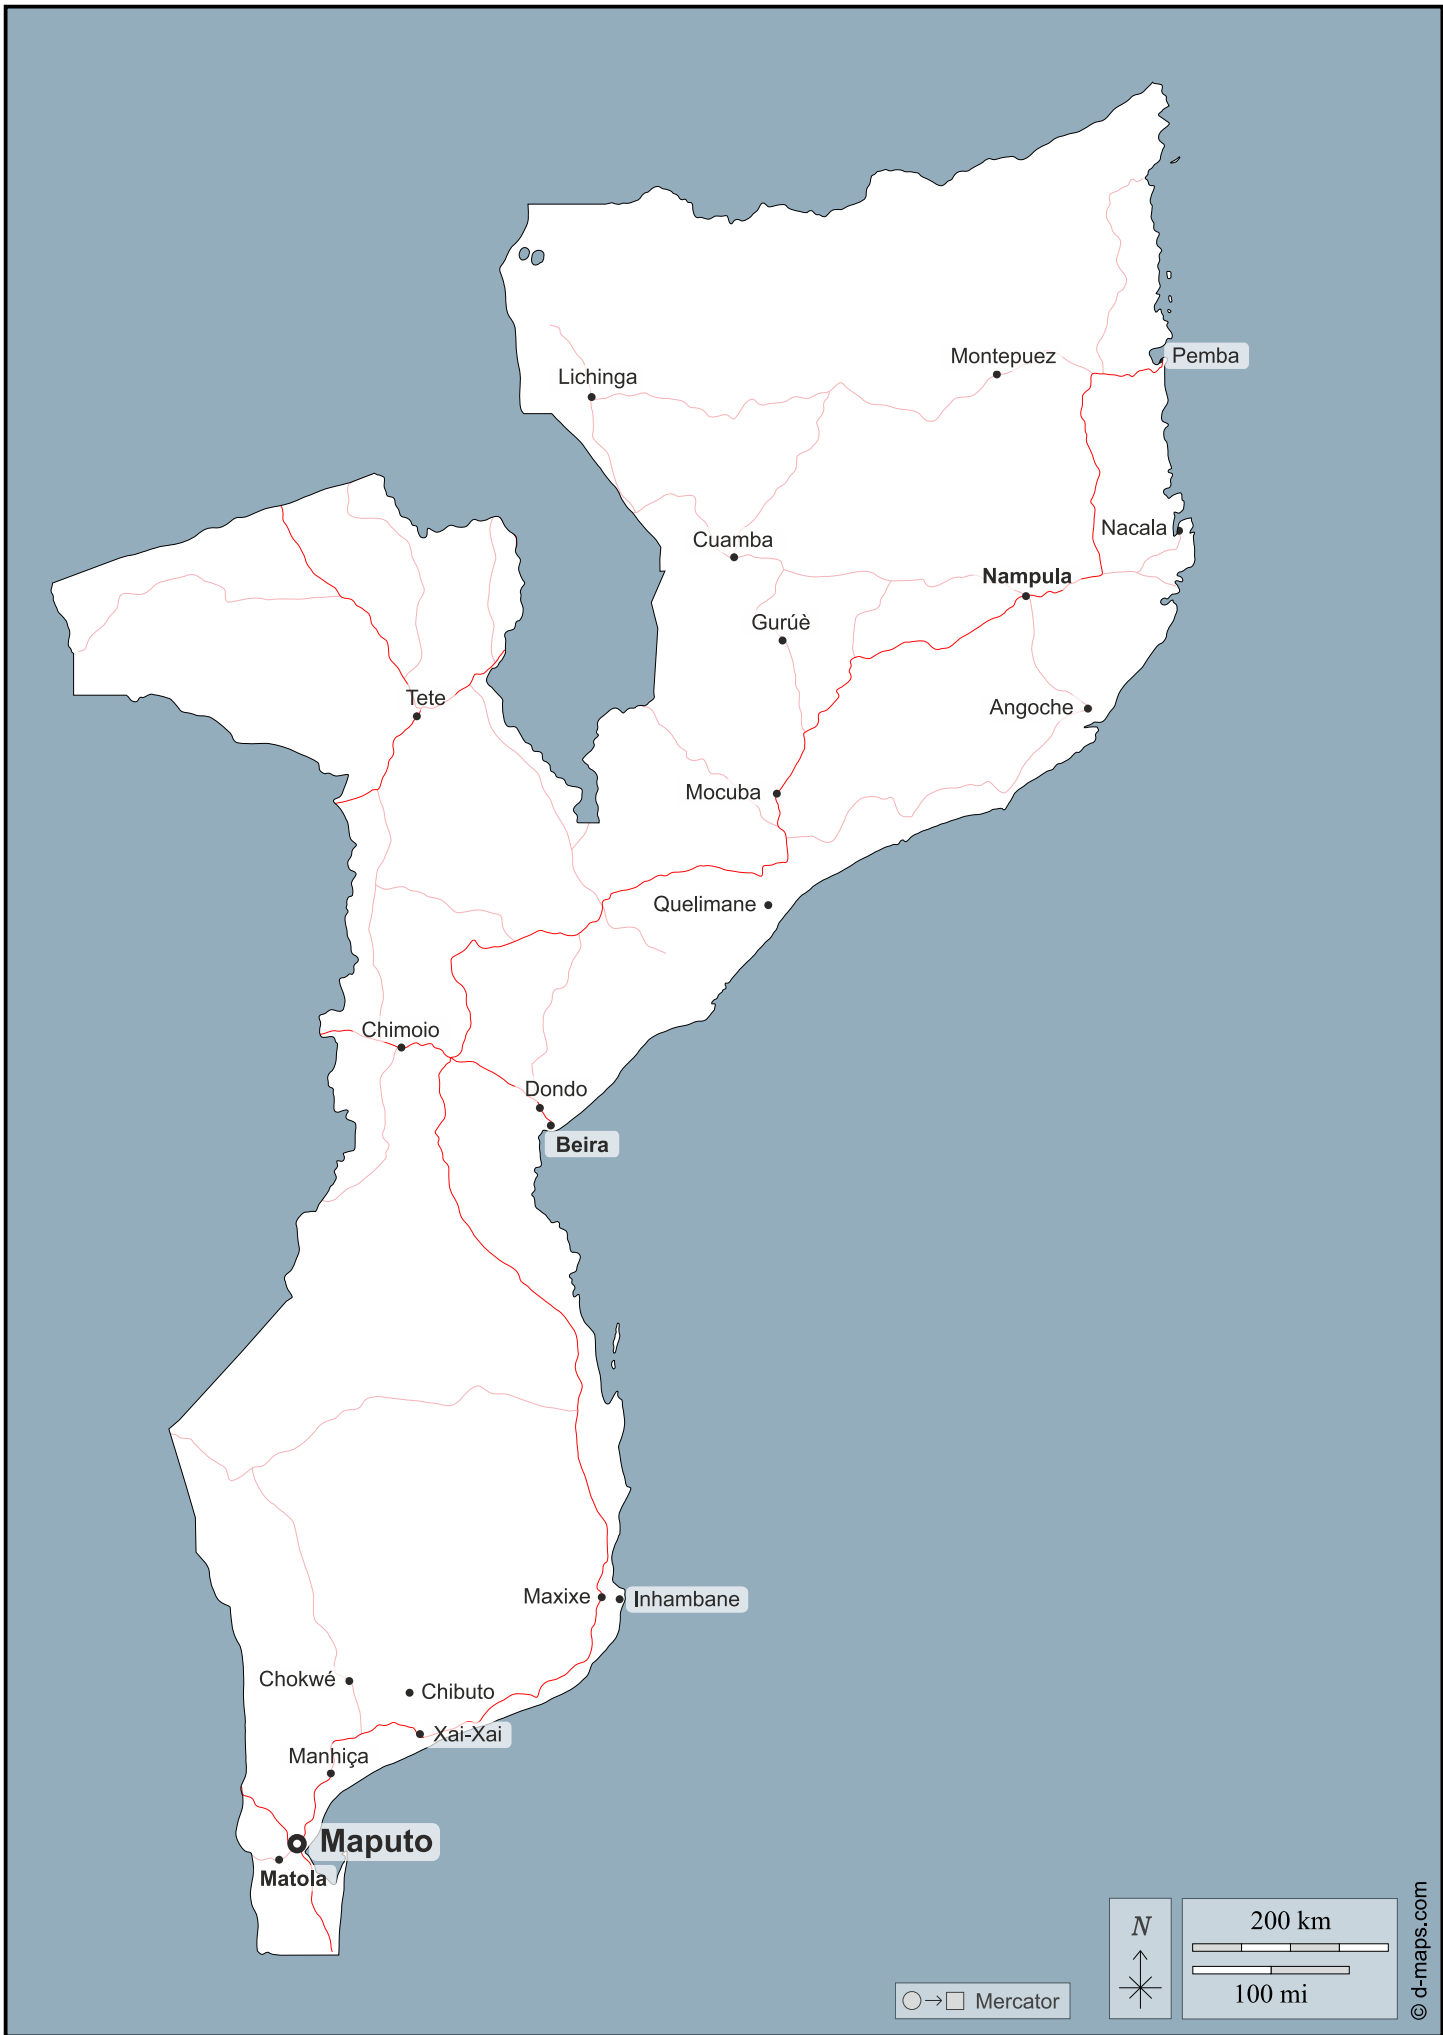 Montepuez
Pemba
Lichinga
Nacala
Cuamba
Nampula
Gurúè
Tete
Angoche
Mocuba
Quelimane
Chimoio
Dondo
Beira
Maxixe
Inhambane
Chokwé
Chibuto
Xai-Xai
Manhiça
Maputo
Matola
N
200 km
100 mi
Mercator
© d-maps.com